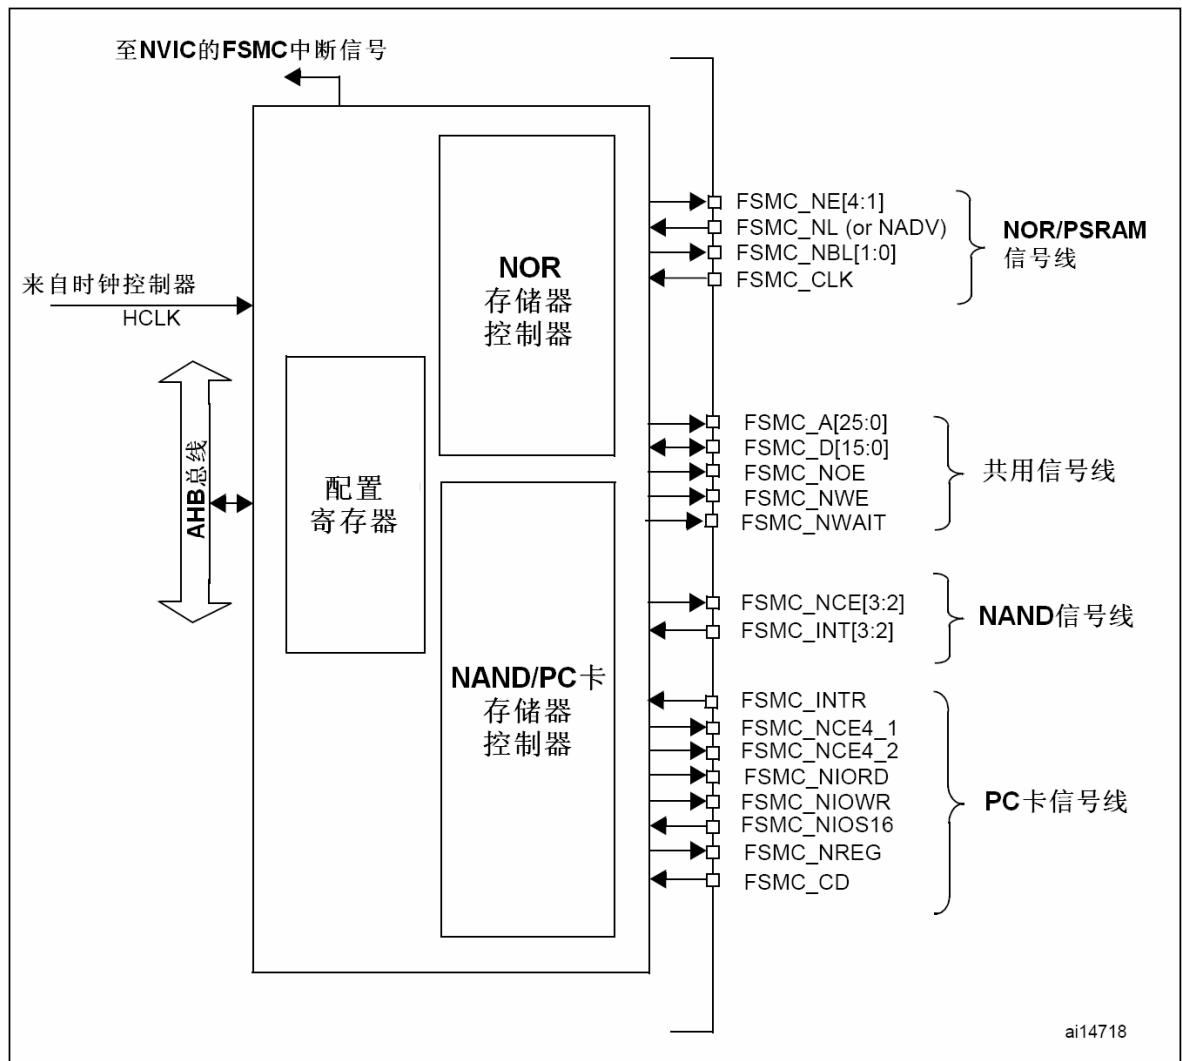 至NVIC的FSMC中断信号
来自时钟控制器
HCLK
AHB总线
配置
寄存器
NOR
存储器
控制器
NAND/PC卡
存储器
控制器
FSMC_NE[4:1]
FSMC_NL (or NADV)
FSMC_NBL[1:0]
FSMC_CLK
NOR/PSRAM
信号线
FSMC_A[25:0]
FSMC_D[15:0]
FSMC_NOE
FSMC_NWE
FSMC_NWAIT
共用信号线
FSMC_NCE[3:2]
FSMC_INT[3:2]
NAND信号线
FSMC_INTR
FSMC_NCE4_1
FSMC_NCE4_2
FSMC_NIORD
FSMC_NIOWR
FSMC_NIOS16
FSMC_NREG
FSMC_CD
PC卡信号线
ai14718